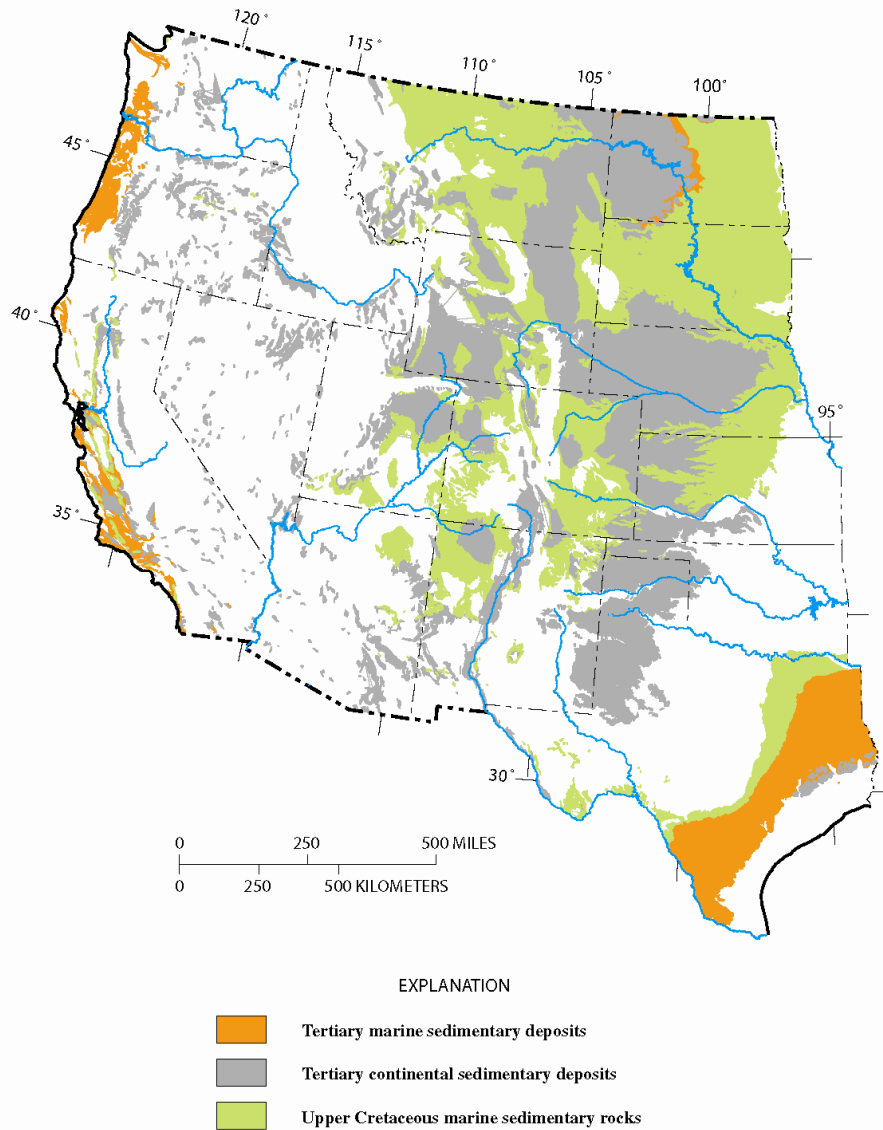 120°
115°
110°
105°
100°
45°
40°
95°
35°
30°
0 250 500 MILES
0 250 500 KILOMETERS
EXPLANATION
Tertiary marine sedimentary deposits
Tertiary continental sedimentary deposits
Upper Cretaceous marine sedimentary rocks